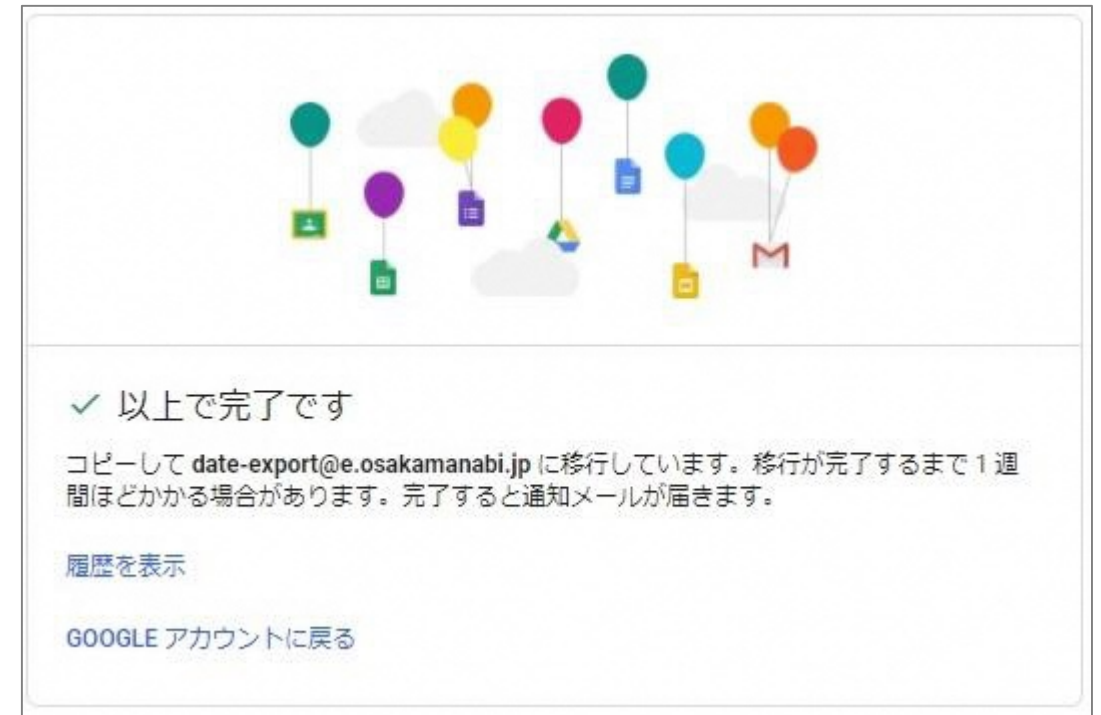 以上で完了です
コピーして date-export@e.osakamanabi.jp に移行しています。移行が完了するまで 1 週
間ほどかかる場合があります。完了すると通知メールが届きます。
履歴を表示
GOOGLE アカウントに戻る